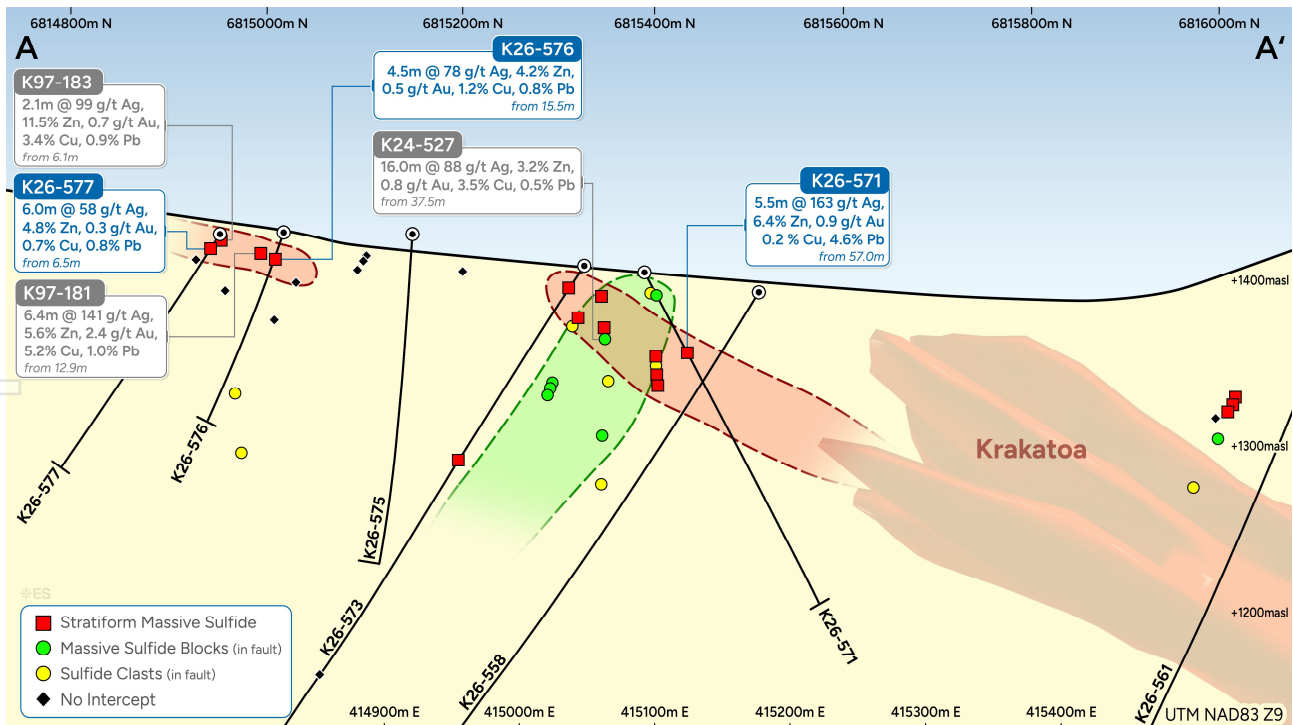 6814800m N
6815000m N
6815200m N
6815400m N
6815600m N
6815800m N
6816000m N
A
A'
K97-183
2.1m @ 99 g/t Ag,
11.5% Zn, 0.7 g/t Au,
3.4% Cu, 0.9% Pb
from 6.1m
K26-576
4.5m @ 78 g/t Ag, 4.2% Zn,
0.5 g/t Au, 1.2% Cu, 0.8% Pb
from 15.5m
K24-527
16.0m @ 88 g/t Ag, 3.2% Zn,
0.8 g/t Au, 3.5% Cu, 0.5% Pb
from 37.5m
K26-577
6.0m @ 58 g/t Ag,
4.8% Zn, 0.3 g/t Au,
0.7% Cu, 0.8% Pb
from 6.5m
K26-571
5.5m @ 163 g/t Ag,
6.4% Zn, 0.9 g/t Au
0.2 % Cu, 4.6% Pb
from 57.0m
K97-181
6.4m @ 141 g/t Ag,
5.6% Zn, 2.4 g/t Au,
5.2% Cu, 1.0% Pb
from 12.9m
+1400masl
+1300masl
+1200masl
Krakatoa
K26-577
K26-576
K26-575
K26-573
K26-558
K26-571
K26-561
ES
Stratiform Massive Sulfide
Massive Sulfide Blocks (in fault)
Sulfide Clasts (in fault)
No Intercept
414900m E
415000m E
415100m E
415200m E
415300m E
415400m E
UTM NAD83 Z9